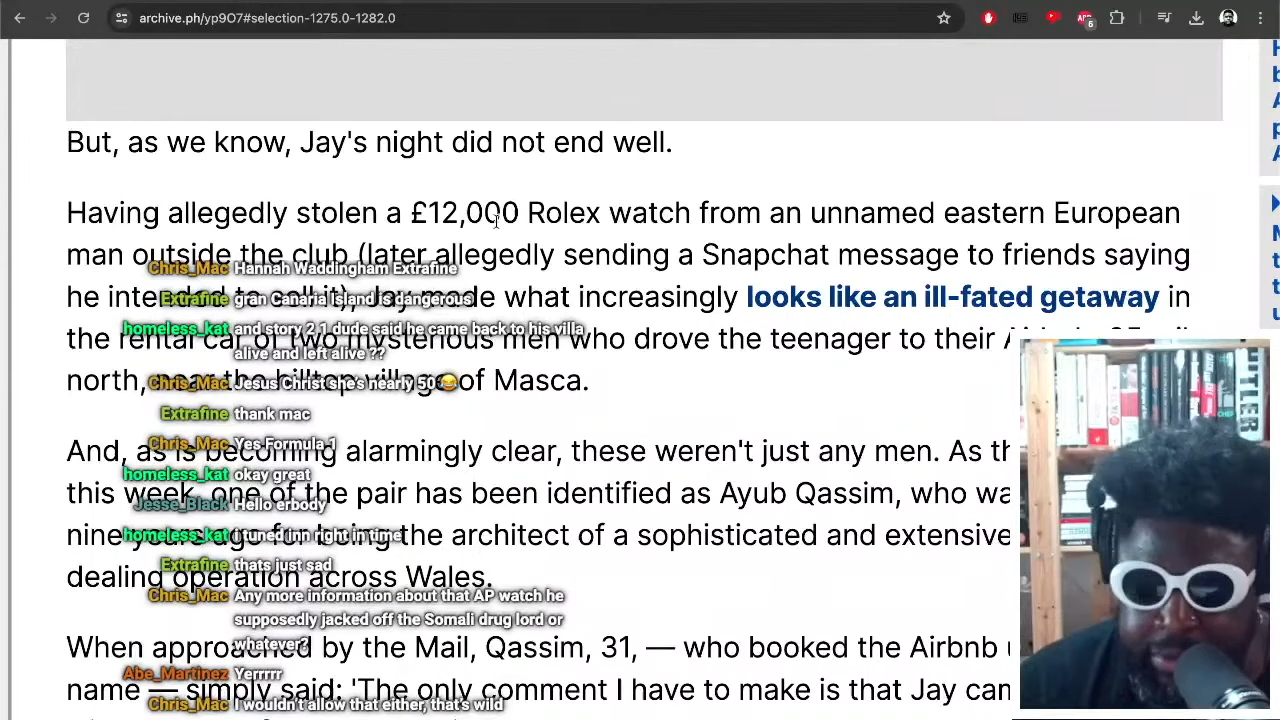 archive.ph/yp9O7#selection-1275.0-1282.0
6
But, as we know, Jay's night did not end well.
Having allegedly stolen a £12,000 Rolex watch from an unnamed eastern European
man outside the club (later allegedly sending a Snapchat message to friends saying
he intended to sell it), Jay made what increasingly looks like an ill-fated getaway in
the rental car of two mysterious men who drove the teenager to their
north, near the hilltop village of Masca.
And, as is becoming alarmingly clear, these weren't just any men. As
this week, one of the pair has been identified as Ayub Qassim, who
nine years ago for being the architect of a sophisticated and extensive
dealing operation across Wales.
When approached by the Mail, Qassim, 31, — who booked the Airbnb
name — simply said: 'The only comment I have to make is that Jay
Chris_Mac Hannah Waddingham Extrafine
Extrafine gran Canaria Island is dangerous
homeless_kat and story 2,1 dude said he came back to his villa
alive and left alive ??
Chris_Mac Jesus Christ she's nearly 50😂
Extrafine thank mac
Chris_Mac Yes Formula 1
homeless_kat okay great
Jesse_Black Hello erbody
homeless_kat i tuned inn right in time
Extrafine thats just sad
Chris_Mac Any more information about that AP watch he
supposedly jacked off the Somali drug lord or
whatever?
Abe_Martinez Yerrrrr
Chris_Mac I wouldn't allow that either, that's wild
HITLER